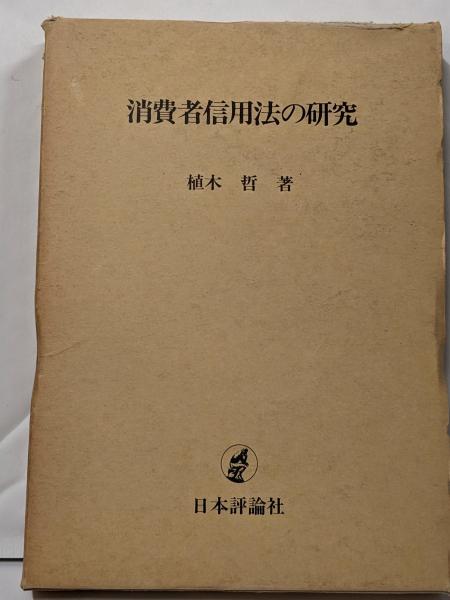 消費者信用法の研究
植木 哲 著
日本評論社